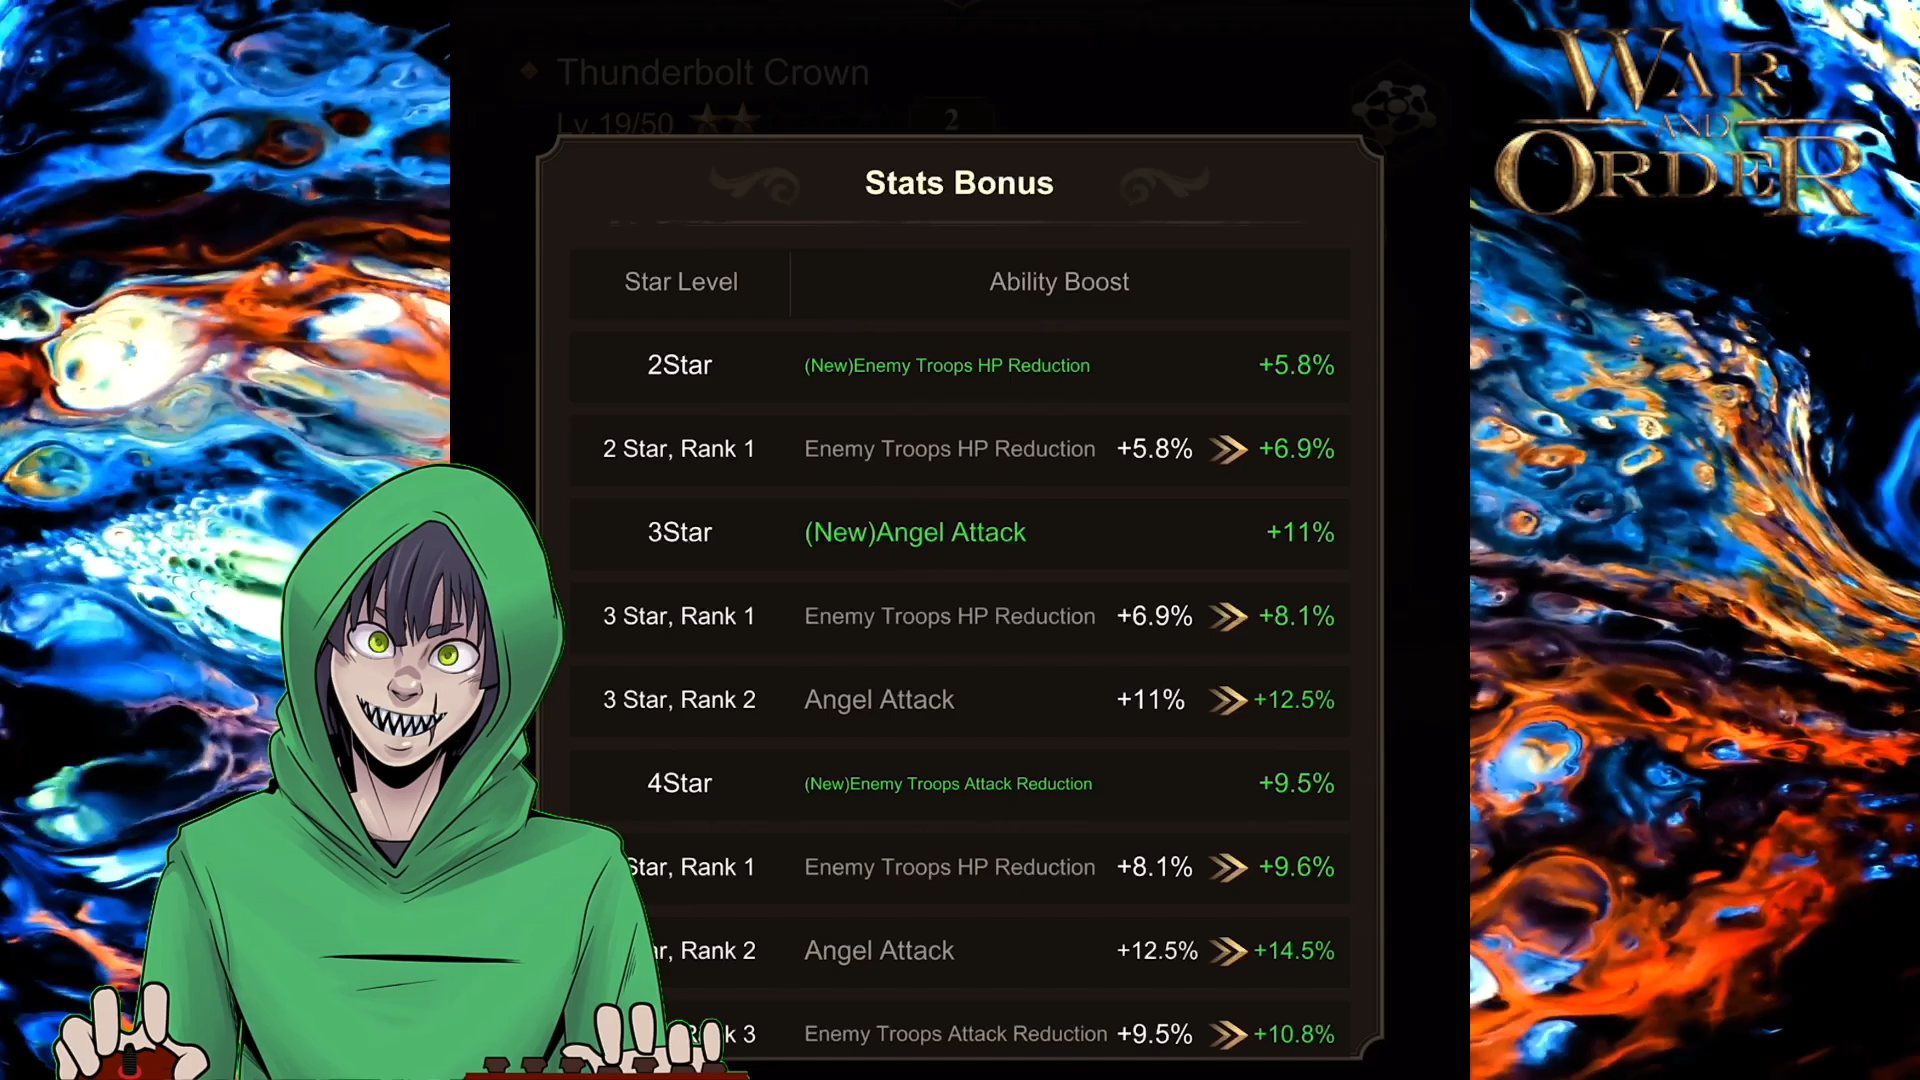 Thunderbolt Crown
Lv.19/50
2
WAR
AND
ORDER
Stats Bonus
Star Level Ability Boost
2Star (New)Enemy Troops HP Reduction +5.8%
2 Star, Rank 1 Enemy Troops HP Reduction +5.8% +6.9%
3Star (New)Angel Attack +11%
3 Star, Rank 1 Enemy Troops HP Reduction +6.9% +8.1%
3 Star, Rank 2 Angel Attack +11% +12.5%
4Star (New)Enemy Troops Attack Reduction +9.5%
Star, Rank 1 Enemy Troops HP Reduction +8.1% +9.6%
Rank 2 Angel Attack +12.5% +14.5%
3 Enemy Troops Attack Reduction +9.5% +10.8%